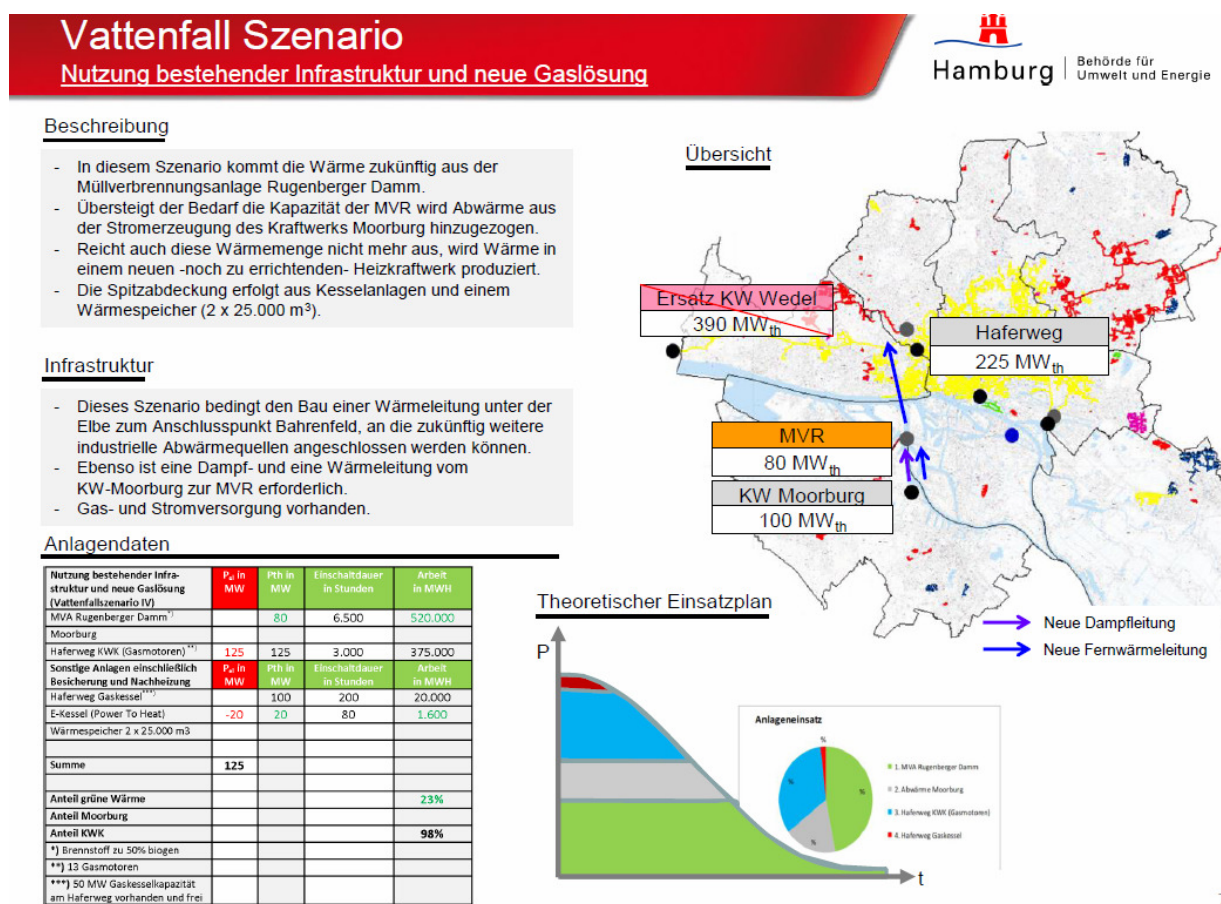 Vattenfall Szenario
Nutzung bestehender Infrastruktur und neue Gaslösung
Hamburg
Behörde für
Umwelt und Energie
Beschreibung
- In diesem Szenario kommt die Wärme zukünftig aus der
Müllverbrennungsanlage Rugenberger Damm.
- Übersteigt der Bedarf die Kapazität der MVR wird Abwärme aus
der Stromerzeugung des Kraftwerks Moorburg hinzugezogen.
- Reicht auch diese Wärmemenge nicht mehr aus, wird Wärme in
einem neuen -noch zu errichtenden- Heizkraftwerk produziert.
- Die Spitzabdeckung erfolgt aus Kesselanlagen und einem
Wärmespeicher (2 x 25.000 m³).
Infrastruktur
- Dieses Szenario bedingt den Bau einer Wärmeleitung unter der
Elbe zum Anschlusspunkt Bahrenfeld, an die zukünftig weitere
industrielle Abwärmequellen angeschlossen werden können.
- Ebenso ist eine Dampf- und eine Wärmeleitung vom
KW-Moorburg zur MVR erforderlich.
- Gas- und Stromversorgung vorhanden.
Anlagendaten
Nutzung bestehender Infra-
struktur und neue Gaslösung
(Vattenfallszenario IV)
Pel in MW
Pth in MW
Einschaltdauer in Stunden
Arbeit in MWH
MVA Rugenberger Damm*) 80 6.500 520.000
Moorburg
Haferweg KWK (Gasmotoren)**) 125 125 3.000 375.000
Sonstige Anlagen einschließlich
Besicherung und Nachheizung
Pel in MW
Pth in MW
Einschaltdauer in Stunden
Arbeit in MWH
Haferweg Gaskessel***) 100 200 20.000
E-Kessel (Power To Heat) -20 20 80 1.600
Wärmespeicher 2 x 25.000 m3
Summe 125
Anteil grüne Wärme 23%
Anteil Moorburg
Anteil KWK 98%
*) Brennstoff zu 50% biogen
**) 13 Gasmotoren
***) 50 MW Gaskesselkapazität
am Haferweg vorhanden und frei
Übersicht
Ersatz KW Wedel
390 MWth
Haferweg
225 MWth
MVR
80 MWth
KW Moorburg
100 MWth
Neue Dampfleitung
Neue Fernwärmeleitung
Theoretischer Einsatzplan
P
t
Anlageneinsatz
%
%
%
%
1. MVA Rugenberger Damm
2. Abwärme Moorburg
3. Haferweg KWK (Gasmotoren)
4. Haferweg Gaskessel